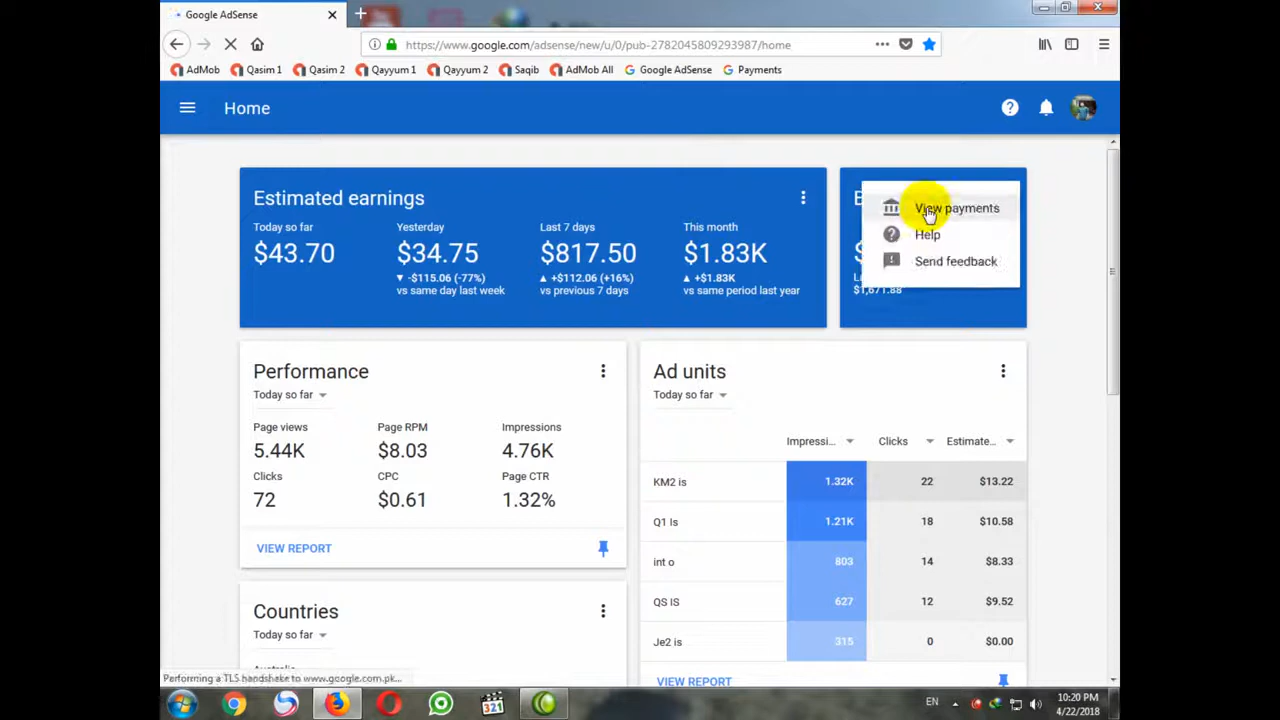 Google AdSense
https://www.google.com/adsense/new/u/0/pub-2782045809293987/home
AdMob Qasim 1 Qasim 2 Qayyum 1 Qayyum 2 Saqib AdMob All Google AdSense Payments
Home
Estimated earnings
Today so far
$43.70
Yesterday
$34.75
-$115.06 (-77%)
vs same day last week
Last 7 days
$817.50
+$112.06 (+16%)
vs previous 7 days
This month
$1.83K
+$1.83K
vs same period last year
View payments
Help
Send feedback
$1,671.88
Performance
Today so far
Page views
5.44K
Page RPM
$8.03
Impressions
4.76K
Clicks
72
CPC
$0.61
Page CTR
1.32%
VIEW REPORT
Ad units
Today so far
Impressi... Clicks Estimate...
KM2 is 1.32K 22 $13.22
Q1 Is 1.21K 18 $10.58
int o 803 14 $8.33
QS IS 627 12 $9.52
Je2 is 315 0 $0.00
VIEW REPORT
Countries
Today so far
Australia
Performing a TLS handshake to www.google.com.pk...
321
EN
10:20 PM
4/22/2018